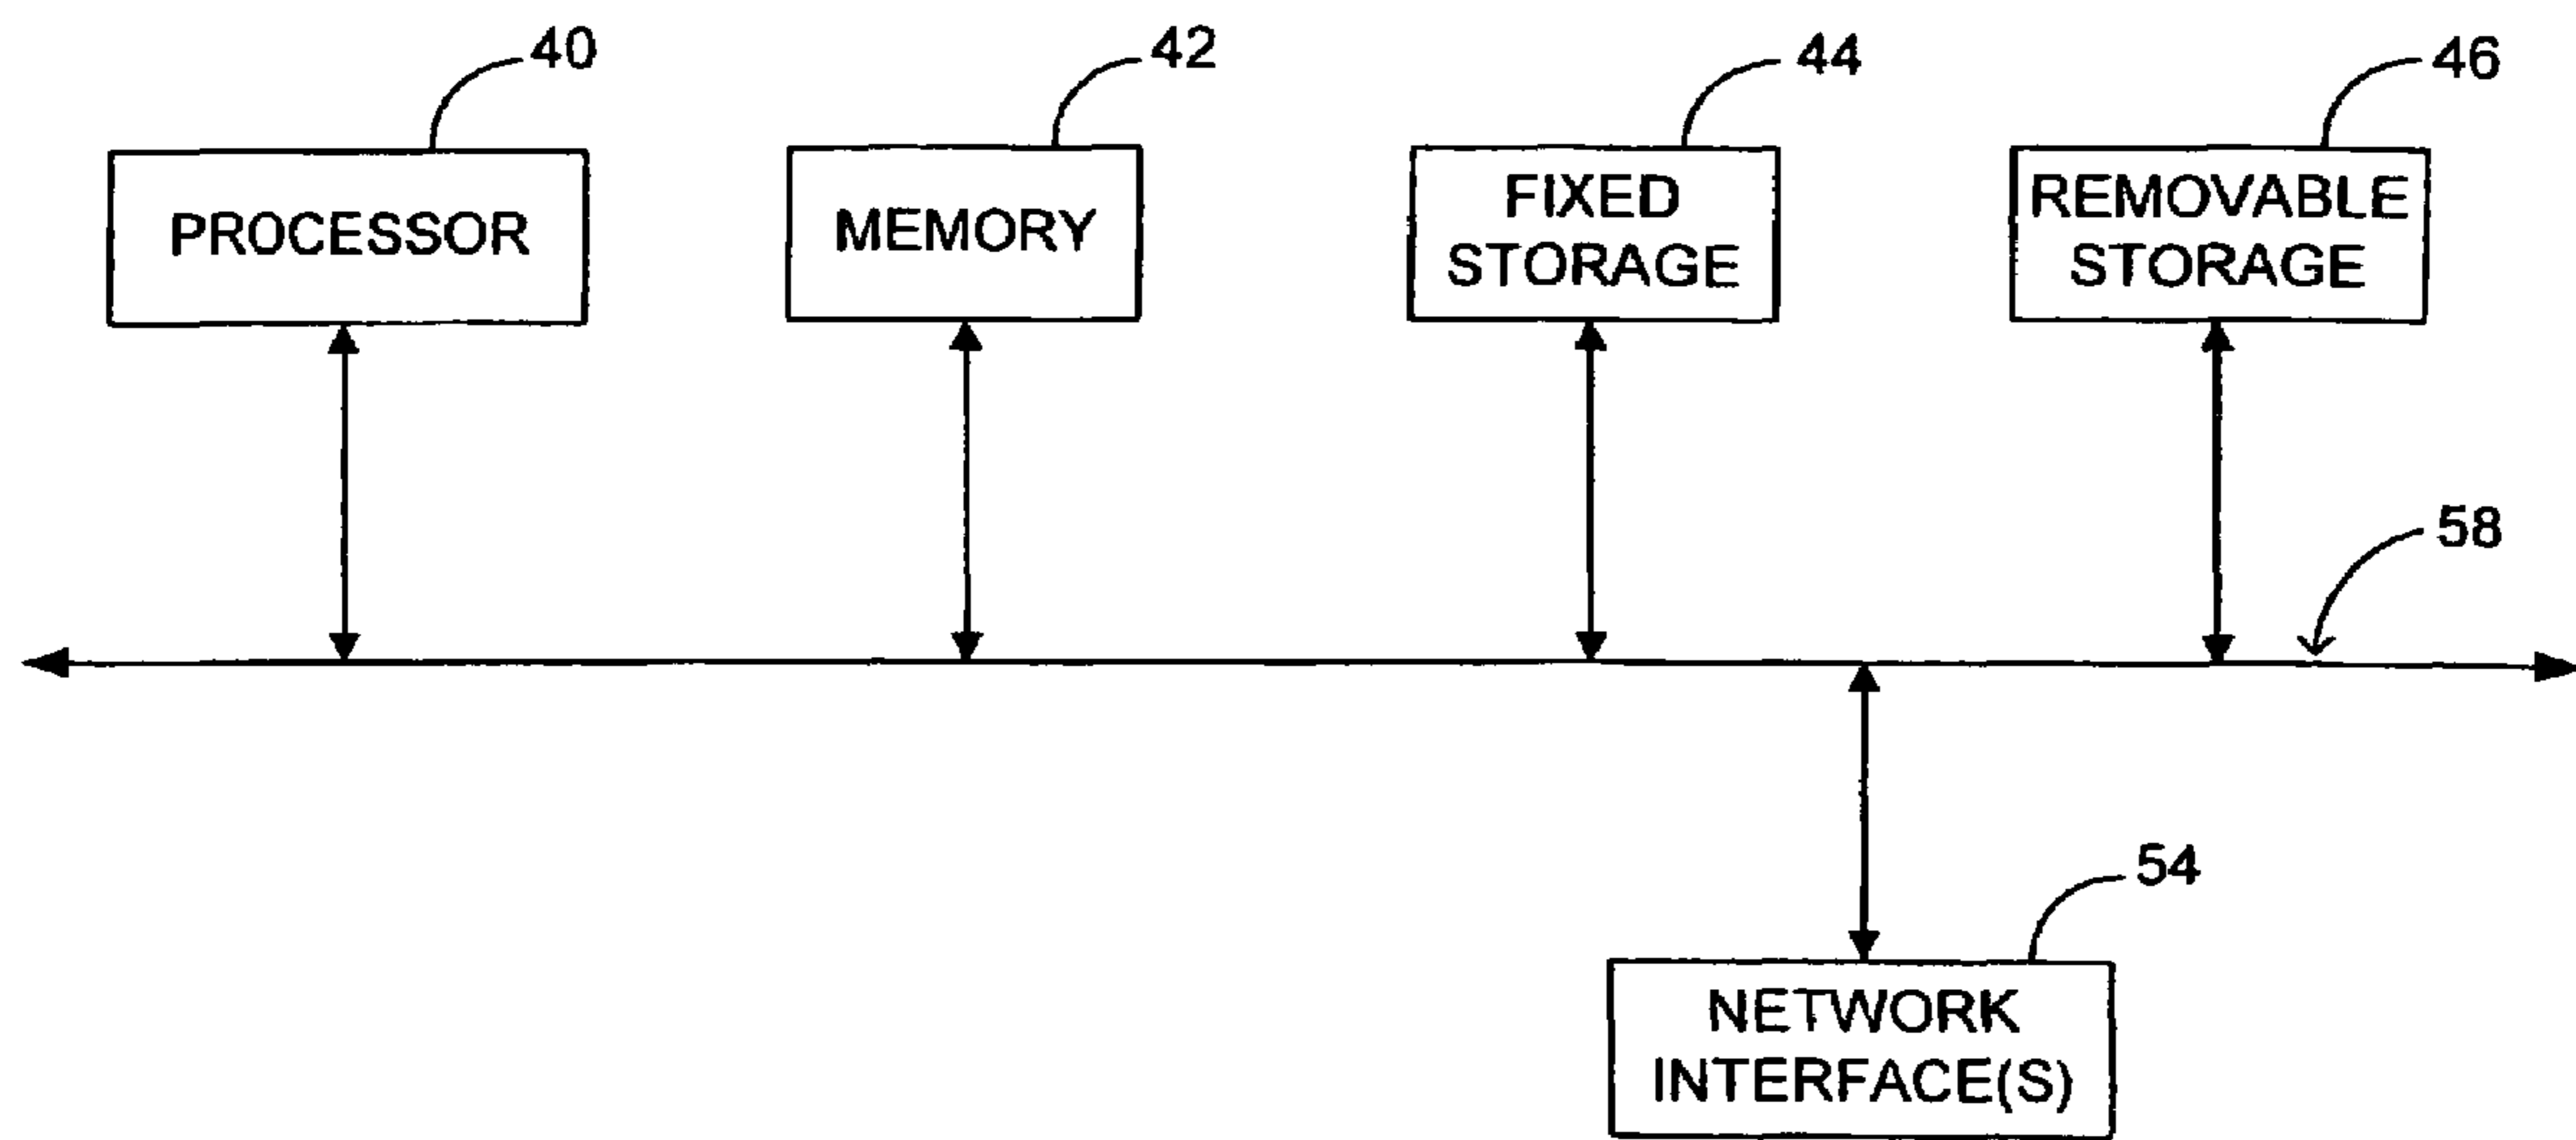 40
42
44
46
PROCESSOR
MEMORY
FIXED
STORAGE
REMOVABLE
STORAGE
58
54
NETWORK
INTERFACE(S)